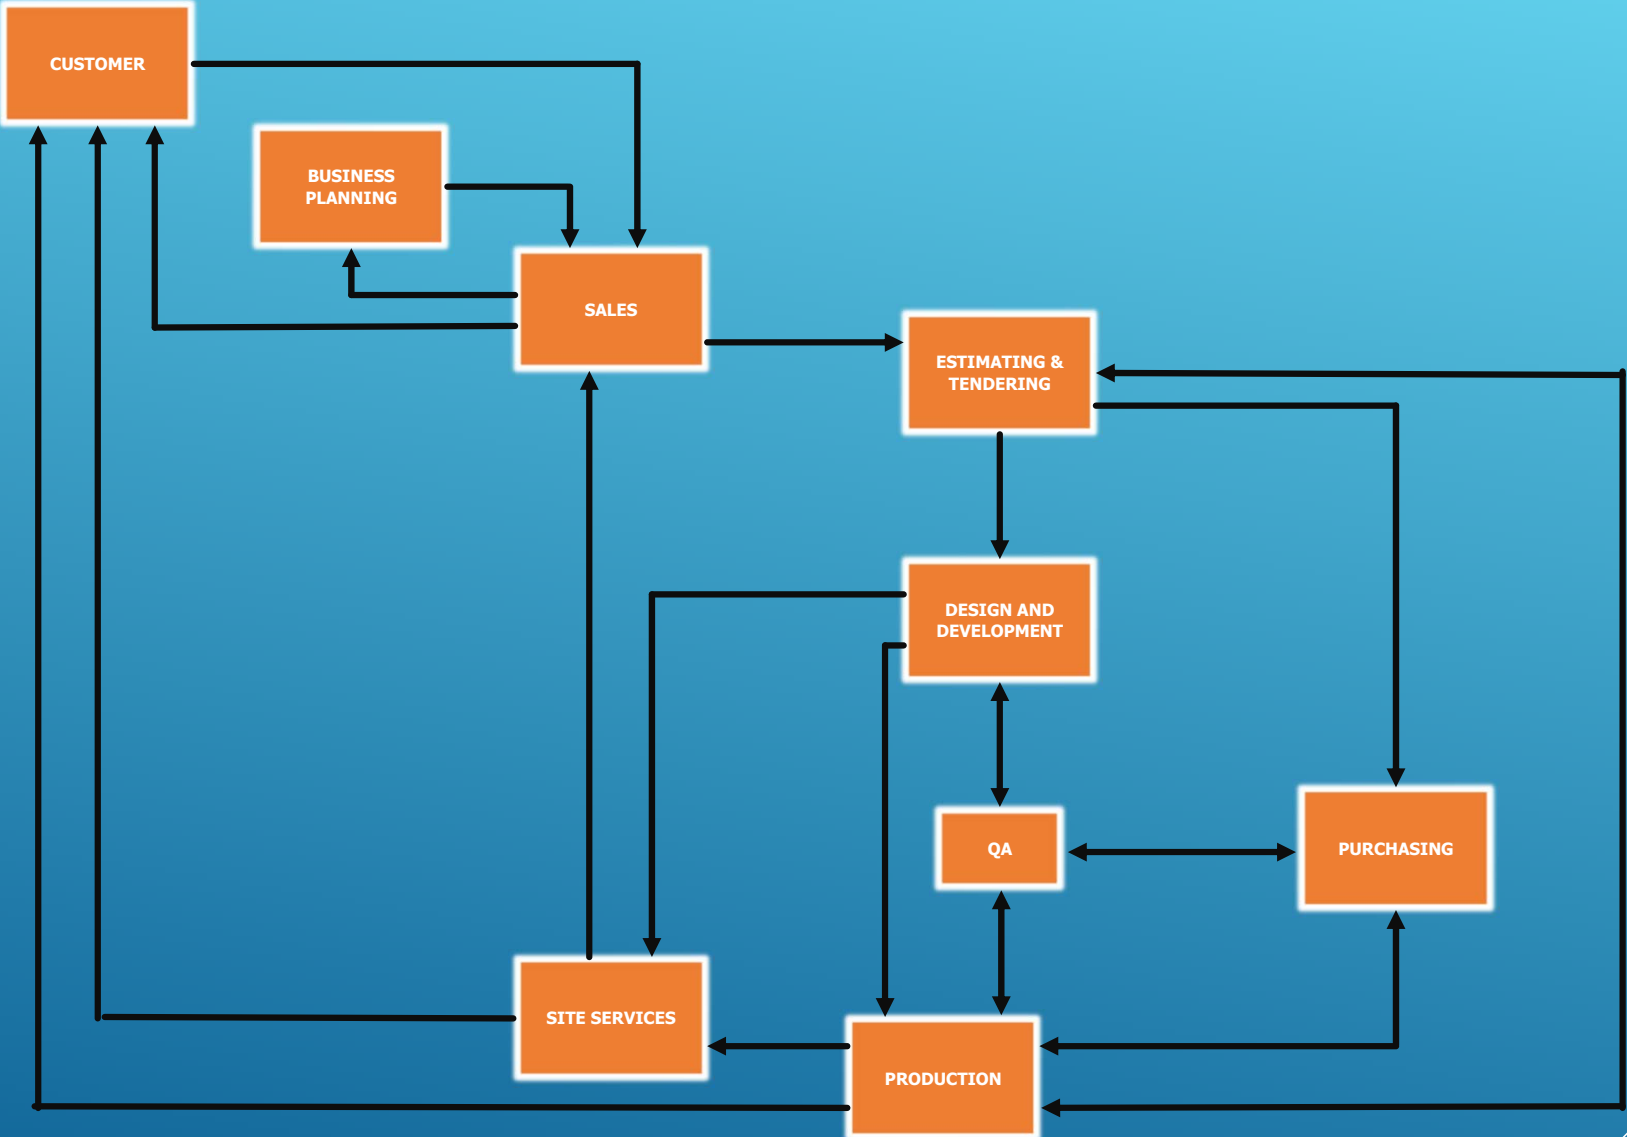 CUSTOMER
BUSINESS
PLANNING
SALES
ESTIMATING &
TENDERING
DESIGN AND
DEVELOPMENT
QA
PURCHASING
SITE SERVICES
PRODUCTION